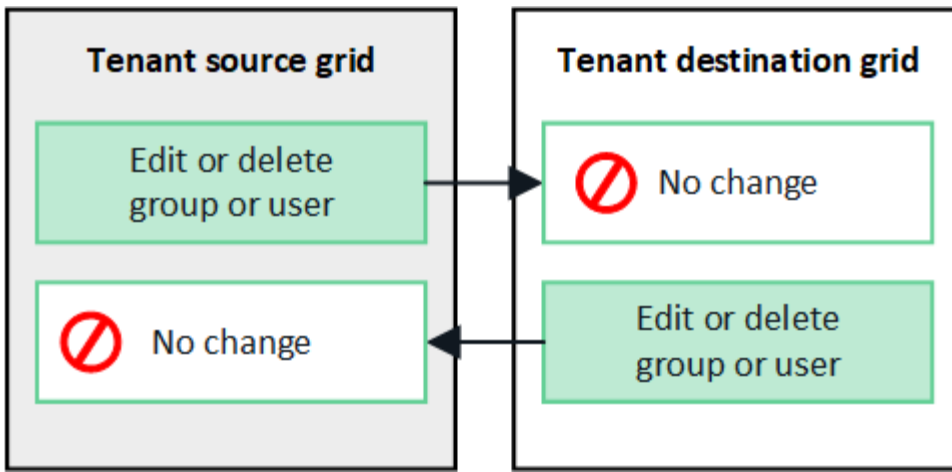 Tenant source grid
Edit or delete
group or user
No change
Tenant destination grid
No change
Edit or delete
group or user